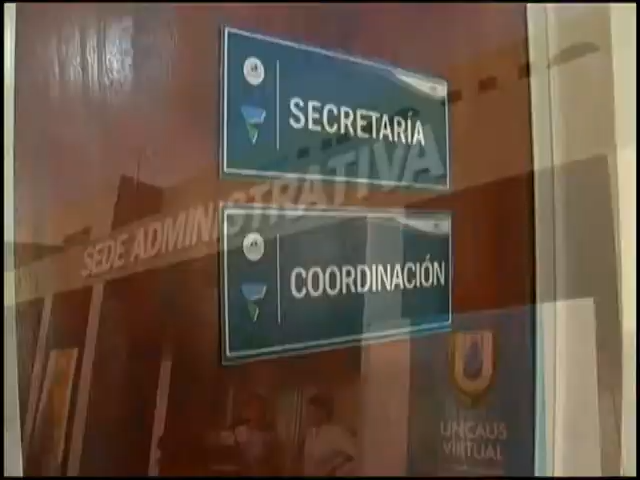 SECRETARÍA
SEDE ADMINISTRATIVA
COORDINACIÓN
UNCAUS
VIRTUAL